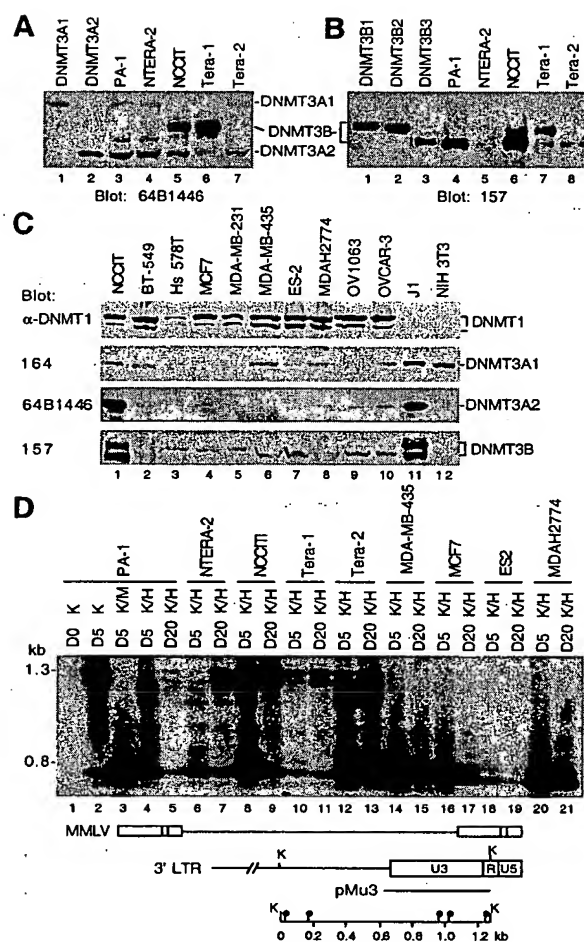 A
DNMT3A1
DNMT3A2
PA-1
NTERA-2
NCCIT
Tera-1
Tera-2
DNMT3A1
DNMT3B
DNMT3A2
1 2 3 4 5 6 7
Blot: 64B1446
B
DNMT3B1
DNMT3B2
DNMT3B3
PA-1
NTERA-2
NCCIT
Tera-1
Tera-2
1 2 3 4 5 6 7 8
Blot: 157
C
NCCIT
BT-549
Hs 578T
MCF7
MDA-MB-231
MDA-MB-435
ES-2
MDAH2774
OV1063
OVCAR-3
J1
NIH 3T3
Blot:
α-DNMT1
DNMT1
164
DNMT3A1
64B1446
DNMT3A2
157
DNMT3B
1 2 3 4 5 6 7 8 9 10 11 12
D
PA-1
NTERA-2
NCCIT
Tera-1
Tera-2
MDA-MB-435
MCF7
ES2
MDAH2774
K K K/M K/H K/H K/H K/H K/H K/H K/H K/H K/H K/H K/H K/H K/H K/H K/H K/H K/H K/H
D0 D5 D5 D5 D20 D5 D20 D5 D20 D5 D20 D5 D20 D5 D20 D5 D20 D5 D20 D5 D20
kb
1.3-
0.8-
1 2 3 4 5 6 7 8 9 10 11 12 13 14 15 16 17 18 19 20 21
MMLV
K K
3' LTR
U3 R U5
pMu3
K K
0 0.2 0.6 1.0 1.2 kb